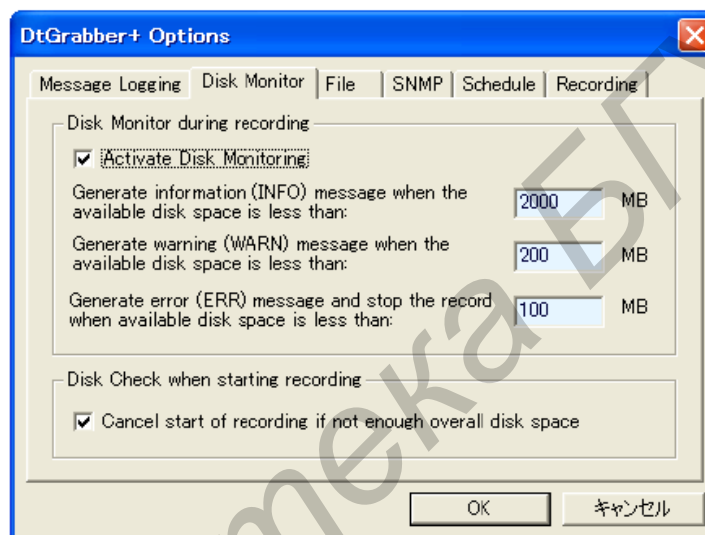 DtGrabber+ Options
Message Logging Disk Monitor File SNMP Schedule Recording
Disk Monitor during recording
Activate Disk Monitoring
Generate information (INFO) message when the
available disk space is less than:
2000 MB
Generate warning (WARN) message when the
available disk space is less than:
200 MB
Generate error (ERR) message and stop the record
when available disk space is less than:
100 MB
Disk Check when starting recording
Cancel start of recording if not enough overall disk space
OK キャンセル